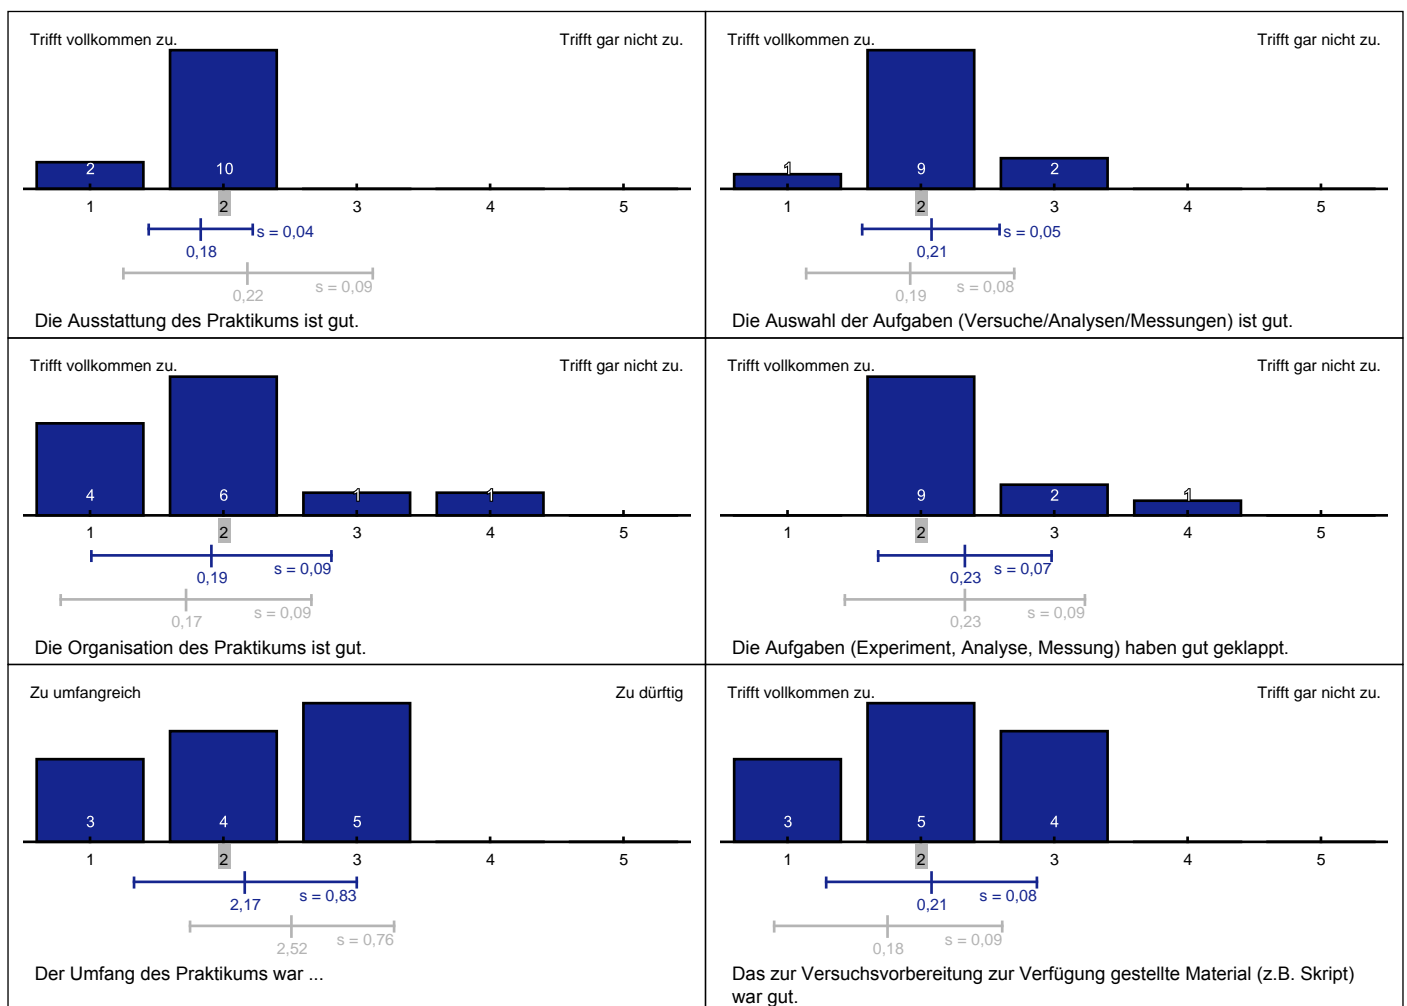 Trifft vollkommen zu. Trifft gar nicht zu.
2 10
1 2 3 4 5
s = 0,04
0,18
s = 0,09
0,22
Die Ausstattung des Praktikums ist gut.
Trifft vollkommen zu. Trifft gar nicht zu.
1 9 2
1 2 3 4 5
s = 0,05
0,21
s = 0,08
0,19
Die Auswahl der Aufgaben (Versuche/Analysen/Messungen) ist gut.
Trifft vollkommen zu. Trifft gar nicht zu.
4 6 1 1
1 2 3 4 5
s = 0,09
0,19
s = 0,09
0,17
Die Organisation des Praktikums ist gut.
Trifft vollkommen zu. Trifft gar nicht zu.
9 2 1
1 2 3 4 5
s = 0,07
0,23
s = 0,09
0,23
Die Aufgaben (Experiment, Analyse, Messung) haben gut geklappt.
Zu umfangreich Zu dürftig
3 4 5
1 2 3 4 5
s = 0,83
2,17
s = 0,76
2,52
Der Umfang des Praktikums war ...
Trifft vollkommen zu. Trifft gar nicht zu.
3 5 4
1 2 3 4 5
s = 0,08
0,21
s = 0,09
0,18
Das zur Versuchsvorbereitung zur Verfügung gestellte Material (z.B. Skript)
war gut.